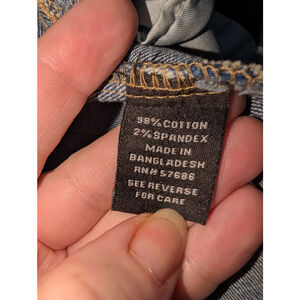 98% COTTON
2% SPANDEX
MADE IN
BANGLADESH
RN# 57686
SEE REVERSE
FOR CARE